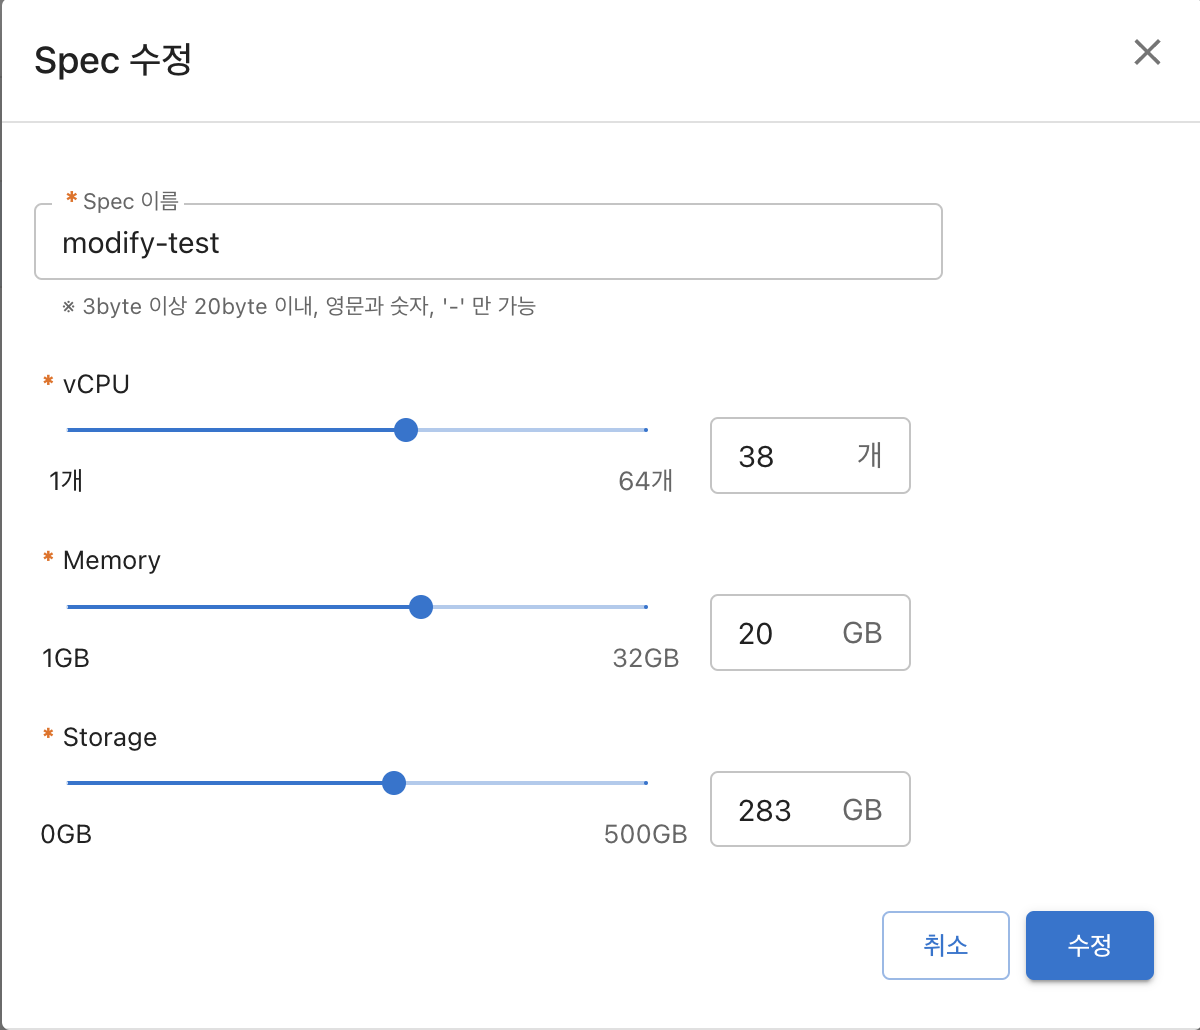 Spec 수정
* Spec 이름
modify-test
※ 3byte 이상 20byte 이내, 영문과 숫자, '-' 만 가능
* vCPU
1개 64개 38 개
* Memory
1GB 32GB 20 GB
* Storage
0GB 500GB 283 GB
취소 수정